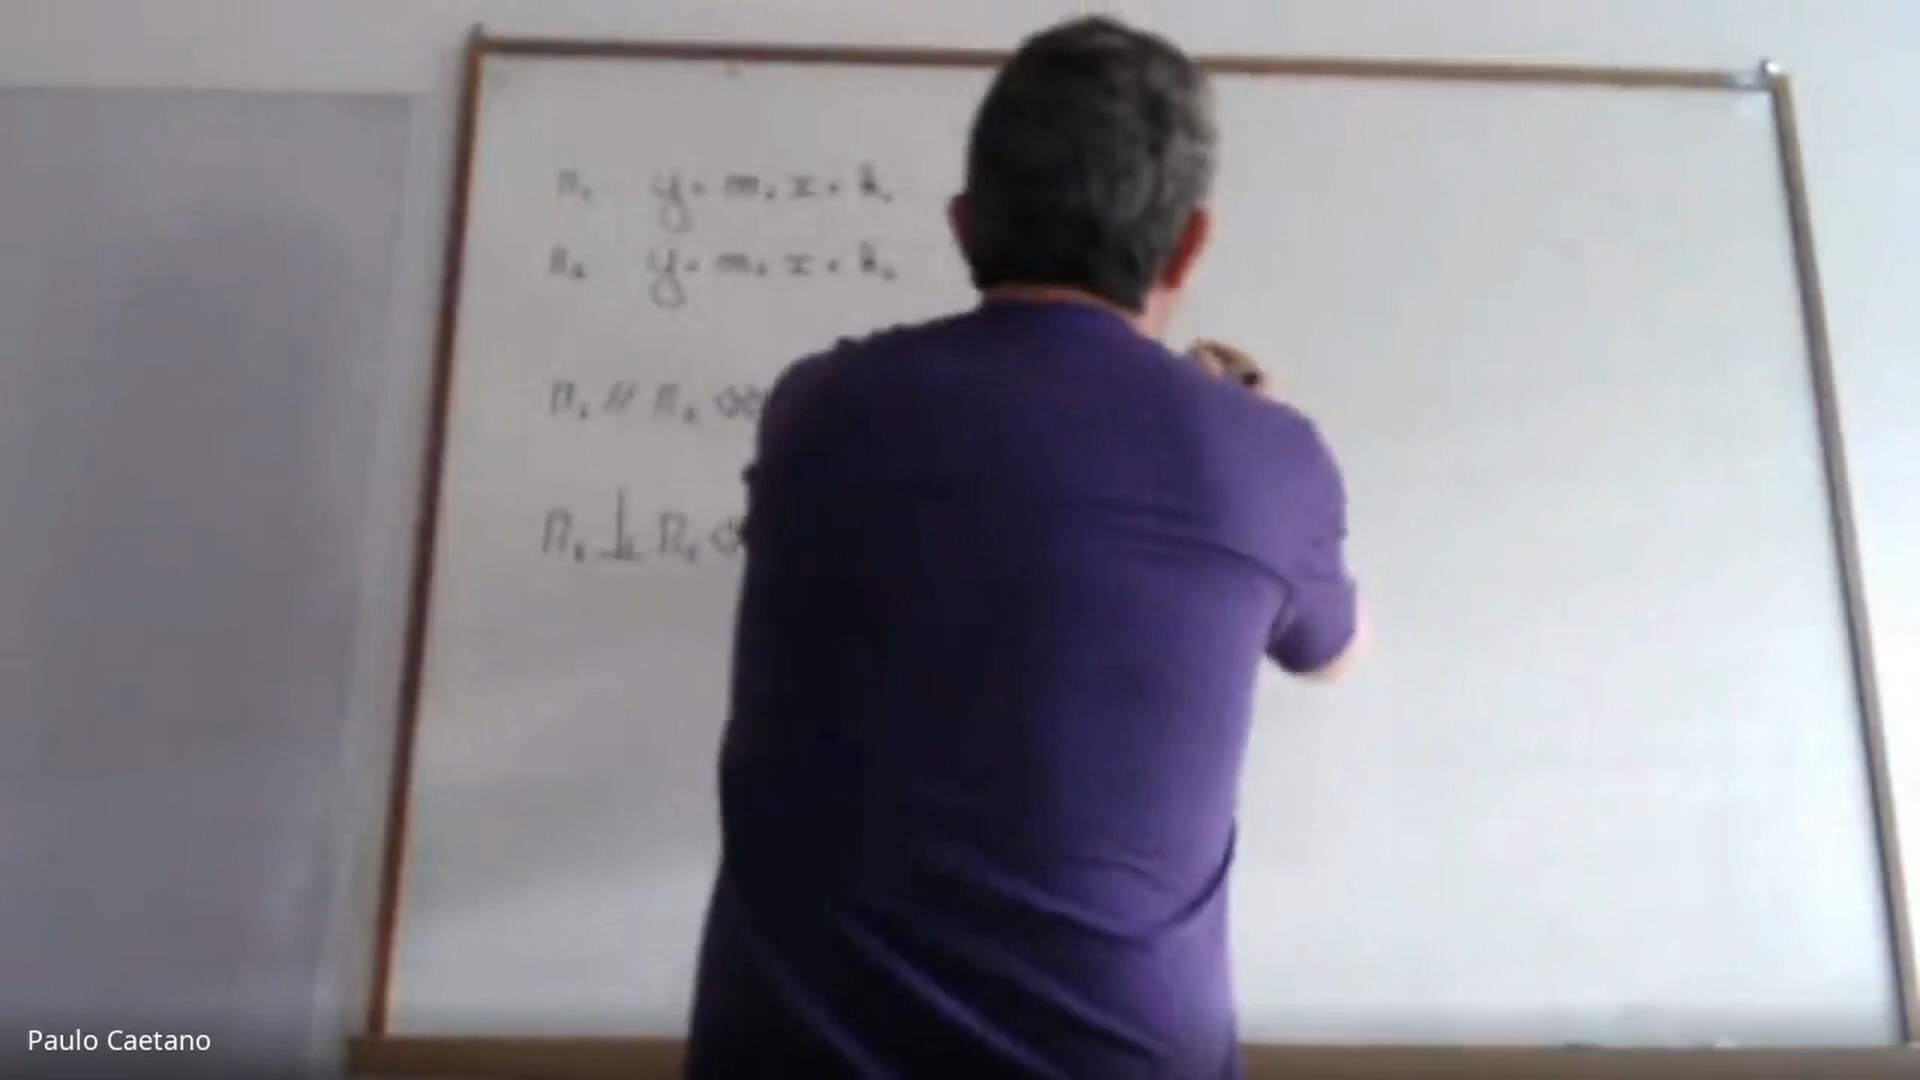 r₁: y = m₁x + k₁
r₂: y = m₂x + k₂
r₁ // r₂ ⇔
r₁ ⊥ r₂ ⇔
Paulo Caetano